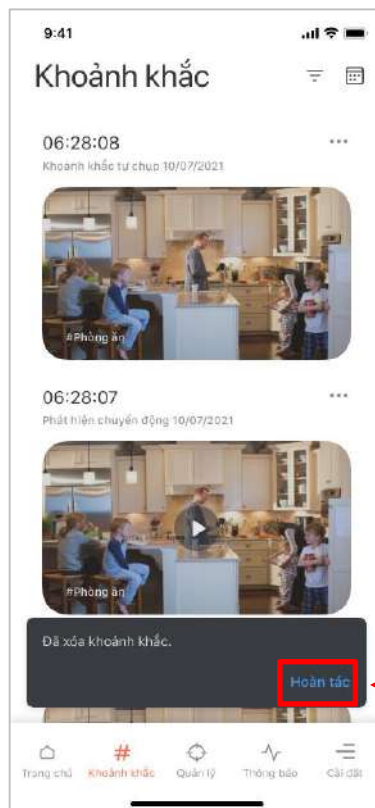 9:41
Khoảnh khắc
06:28:08
Khoảnh khắc tự chụp 10/07/2021
#Phòng ăn
06:28:07
Phát hiện chuyển động 10/07/2021
#Phòng ăn
Đã xóa khoảnh khắc.
Hoàn tác
Trang chủ
Khoảnh khắc
Quản lý
Thông báo
Cài đặt